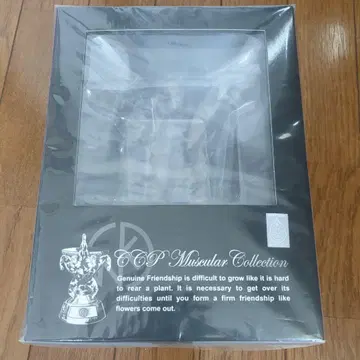 CCP Muscular Collection
Genuine Friendship is difficult to grow like it is hard
to rear a plant. It is necessary to get over its
difficulties until you form a firm friendship like
flowers come out.